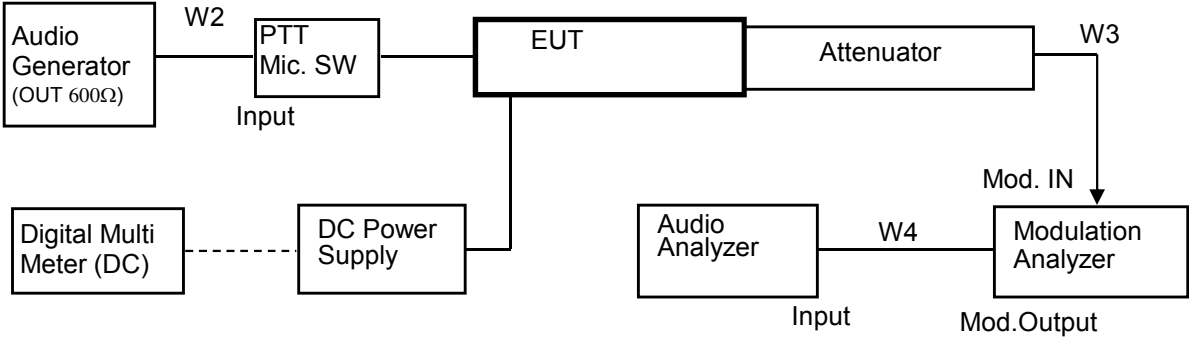 W2
Audio
Generator
(OUT 600Ω)
PTT
Mic. SW
Input
EUT
Attenuator
W3
Mod. IN
Digital Multi
Meter (DC)
DC Power
Supply
Audio
Analyzer
W4
Modulation
Analyzer
Input
Mod.Output